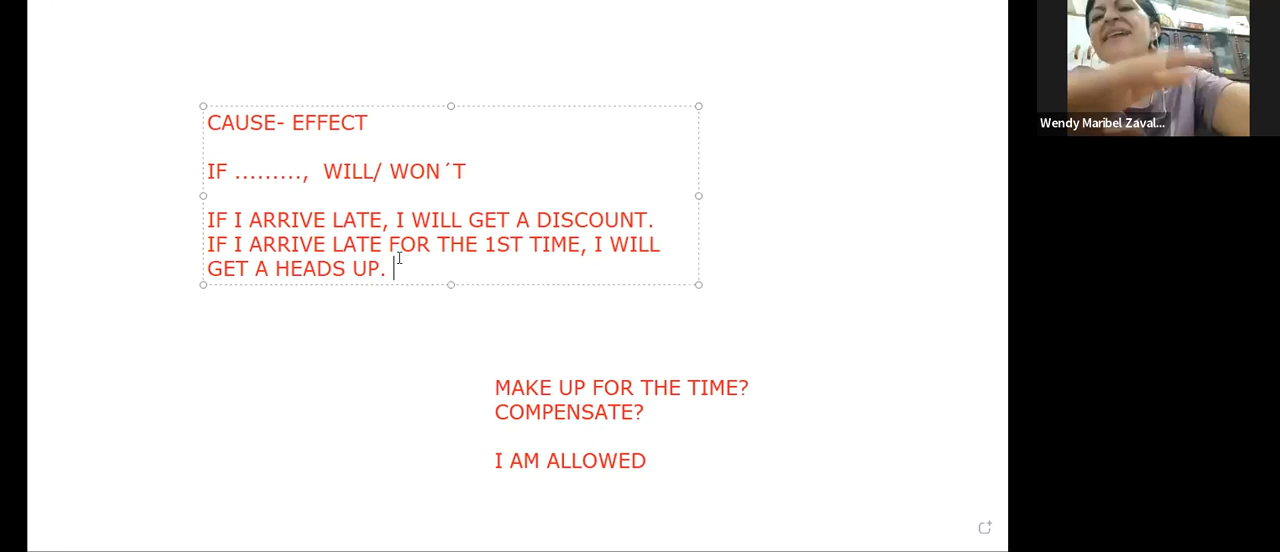 CAUSE- EFFECT
IF ........., WILL/ WON´T
IF I ARRIVE LATE, I WILL GET A DISCOUNT.
IF I ARRIVE LATE FOR THE 1ST TIME, I WILL
GET A HEADS UP.
MAKE UP FOR THE TIME?
COMPENSATE?
I AM ALLOWED
Wendy Maribel Zaval...